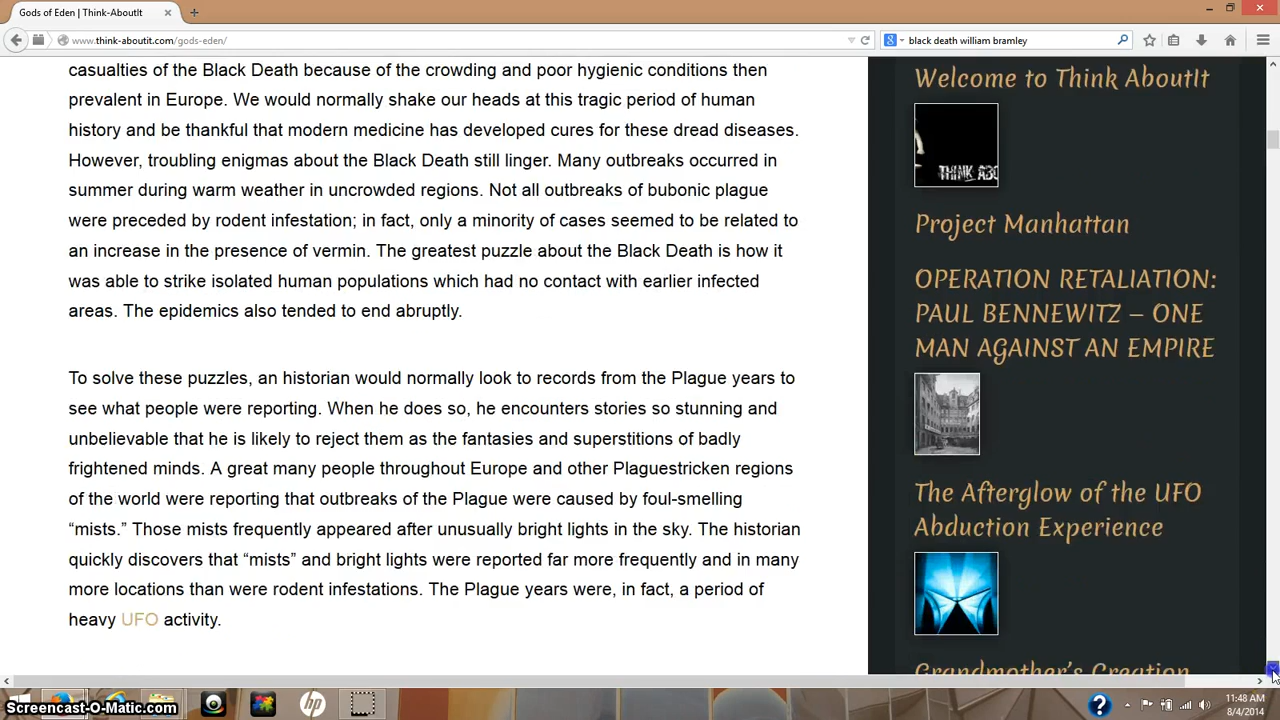 Gods of Eden | Think-AboutIt
www.think-aboutit.com/gods-eden/
black death william bramley
casualties of the Black Death because of the crowding and poor hygienic conditions then
prevalent in Europe. We would normally shake our heads at this tragic period of human
history and be thankful that modern medicine has developed cures for these dread diseases.
However, troubling enigmas about the Black Death still linger. Many outbreaks occurred in
summer during warm weather in uncrowded regions. Not all outbreaks of bubonic plague
were preceded by rodent infestation; in fact, only a minority of cases seemed to be related to
an increase in the presence of vermin. The greatest puzzle about the Black Death is how it
was able to strike isolated human populations which had no contact with earlier infected
areas. The epidemics also tended to end abruptly.
To solve these puzzles, an historian would normally look to records from the Plague years to
see what people were reporting. When he does so, he encounters stories so stunning and
unbelievable that he is likely to reject them as the fantasies and superstitions of badly
frightened minds. A great many people throughout Europe and other Plaguestricken regions
of the world were reporting that outbreaks of the Plague were caused by foul-smelling
“mists.” Those mists frequently appeared after unusually bright lights in the sky. The historian
quickly discovers that “mists” and bright lights were reported far more frequently and in many
more locations than were rodent infestations. The Plague years were, in fact, a period of
heavy UFO activity.
Welcome to Think AboutIt
THINK ABO
Project Manhattan
OPERATION RETALIATION:
PAUL BENNEWITZ – ONE
MAN AGAINST AN EMPIRE
The Afterglow of the UFO
Abduction Experience
Grandmother's Creation
Screencast-O-Matic.com
hp
11:48 AM
8/4/2014